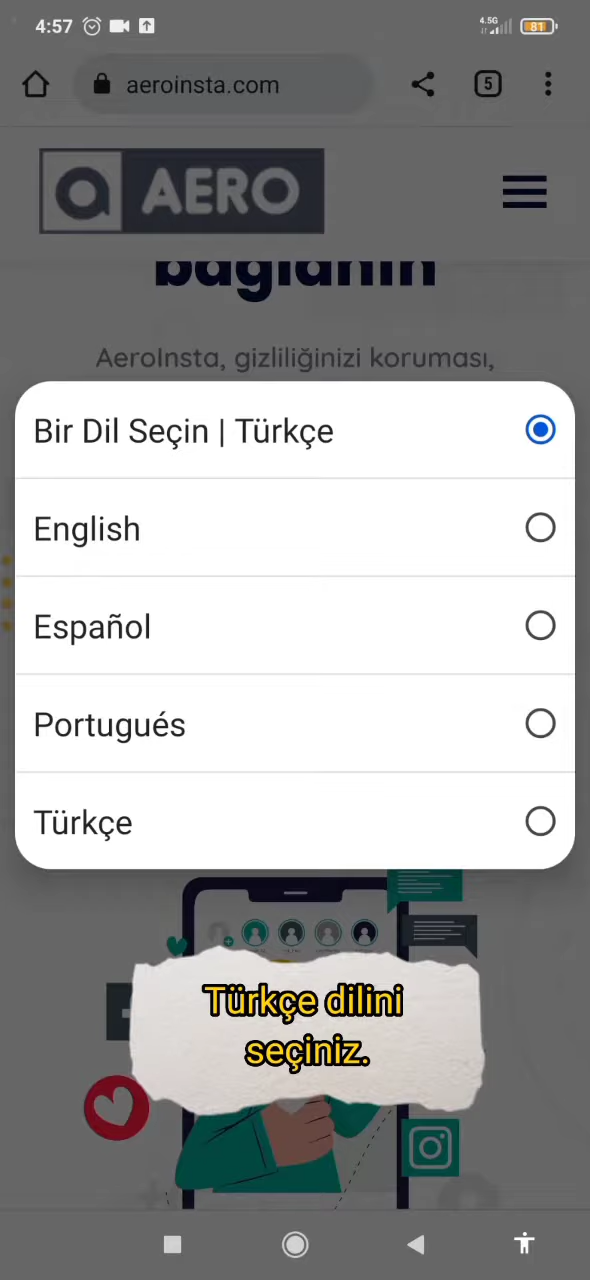 4:57
4.5G
81
aeroinsta.com
5
a AERO
bağlanın
AeroInsta, gizliliğinizi koruması,
Bir Dil Seçin | Türkçe
English
Español
Portugués
Türkçe
Türkçe dilini
seçiniz.